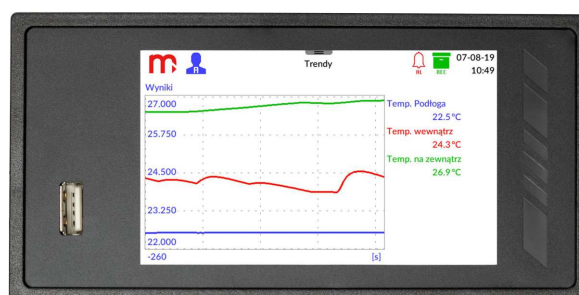 Trendy
AL
REC
07-08-19
10:49
Wyniki
27.000
25.750
24.500
23.250
22.000
-260
[s]
Temp. Podłoga
22.5°C
Temp. wewnątrz
24.3°C
Temp. na zewnątrz
26.9°C